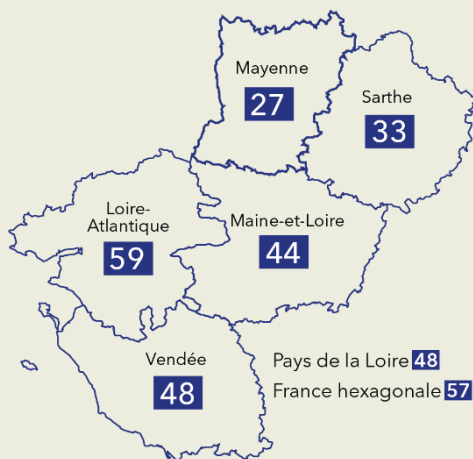 Mayenne
27
Sarthe
33
Loire-
Atlantique
59
Maine-et-Loire
44
Vendée
48
Pays de la Loire 48
France hexagonale 57